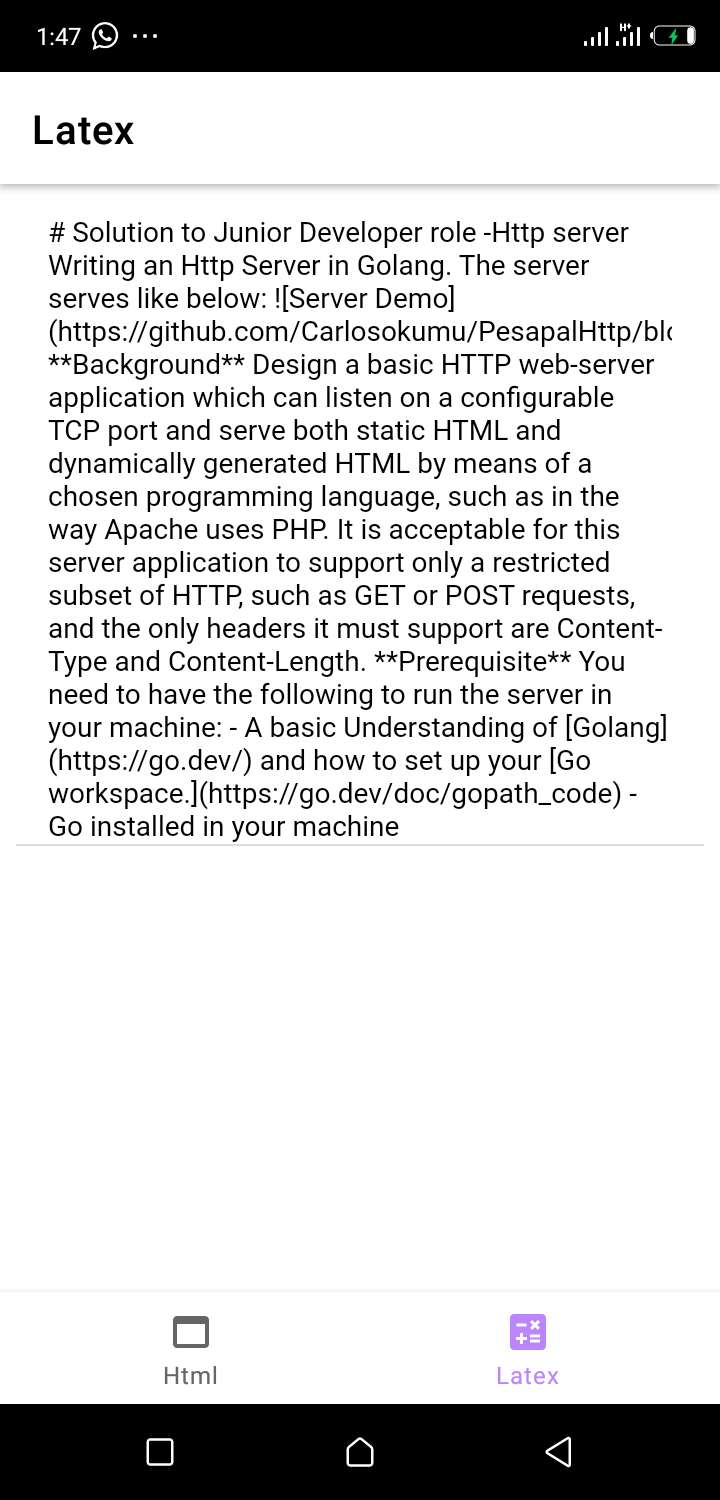 1:47
H+
Latex
# Solution to Junior Developer role -Http server
Writing an Http Server in Golang. The server
serves like below: ![Server Demo]
(https://github.com/Carlosokumu/PesapalHttp/blo
**Background** Design a basic HTTP web-server
application which can listen on a configurable
TCP port and serve both static HTML and
dynamically generated HTML by means of a
chosen programming language, such as in the
way Apache uses PHP. It is acceptable for this
server application to support only a restricted
subset of HTTP, such as GET or POST requests,
and the only headers it must support are Content-
Type and Content-Length. **Prerequisite** You
need to have the following to run the server in
your machine: - A basic Understanding of [Golang]
(https://go.dev/) and how to set up your [Go
workspace.](https://go.dev/doc/gopath_code) -
Go installed in your machine
Html
Latex